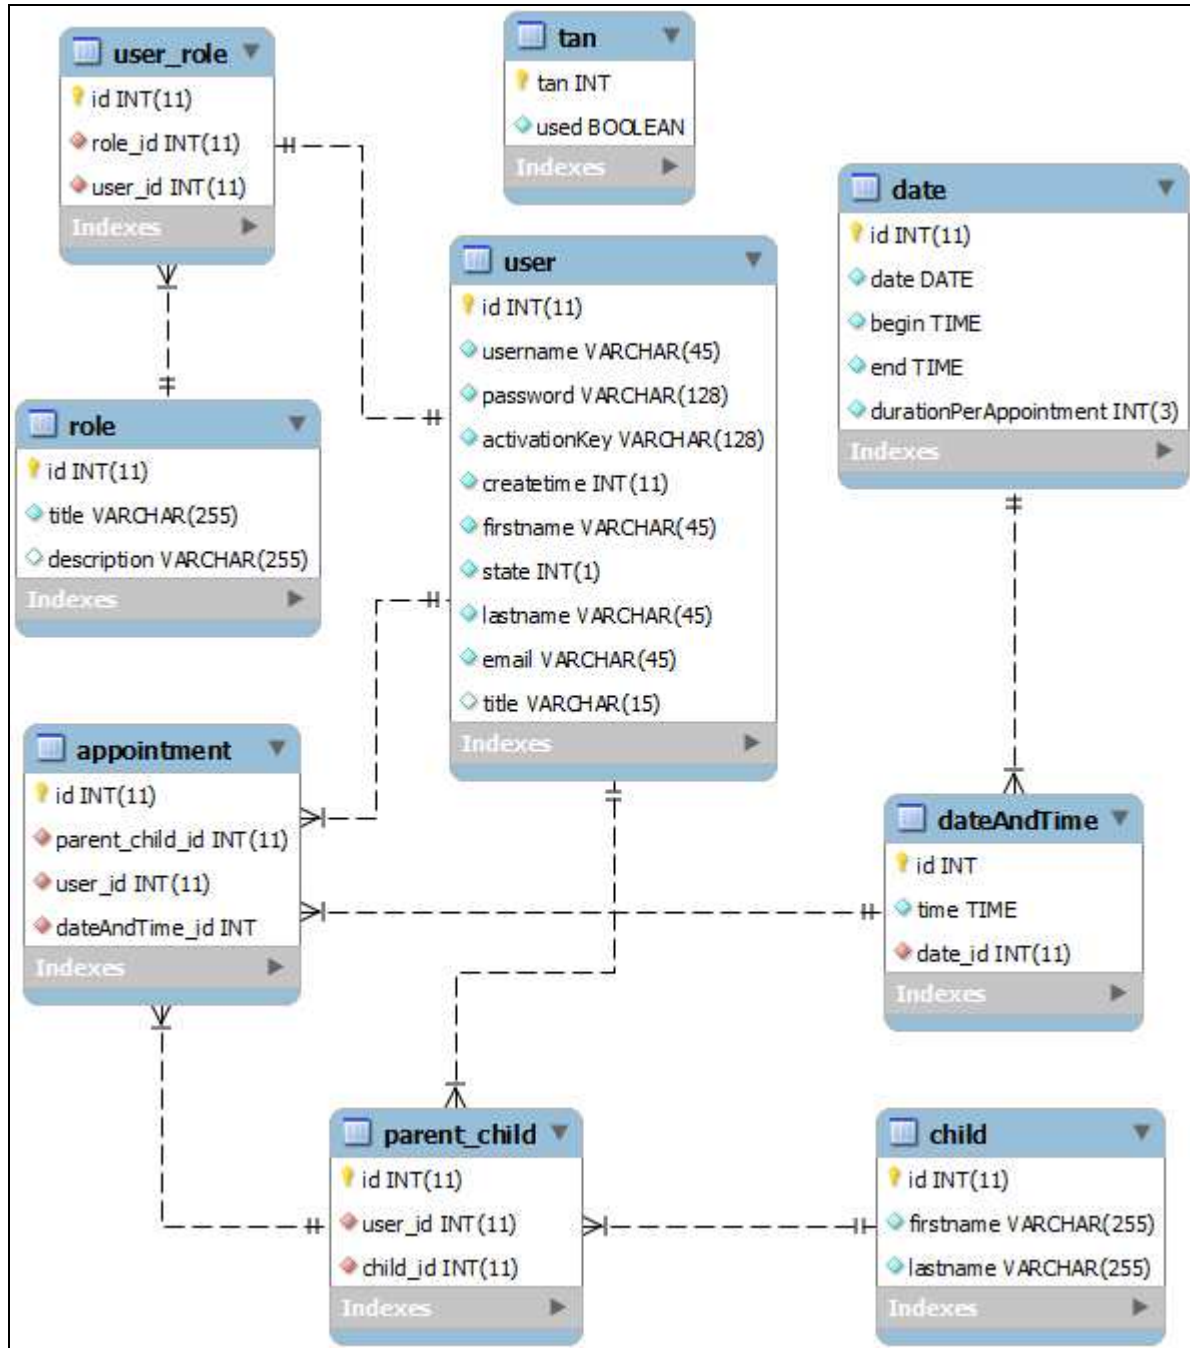 user_role
id INT(11)
role_id INT(11)
user_id INT(11)
Indexes
tan
tan INT
used BOOLEAN
Indexes
date
id INT(11)
date DATE
begin TIME
end TIME
durationPerAppointment INT(3)
Indexes
user
id INT(11)
username VARCHAR(45)
password VARCHAR(128)
activationKey VARCHAR(128)
createtime INT(11)
firstname VARCHAR(45)
state INT(1)
lastname VARCHAR(45)
email VARCHAR(45)
title VARCHAR(15)
Indexes
role
id INT(11)
title VARCHAR(255)
description VARCHAR(255)
Indexes
appointment
id INT(11)
parent_child_id INT(11)
user_id INT(11)
dateAndTime_id INT
Indexes
dateAndTime
id INT
time TIME
date_id INT(11)
Indexes
parent_child
id INT(11)
user_id INT(11)
child_id INT(11)
Indexes
child
id INT(11)
firstname VARCHAR(255)
lastname VARCHAR(255)
Indexes